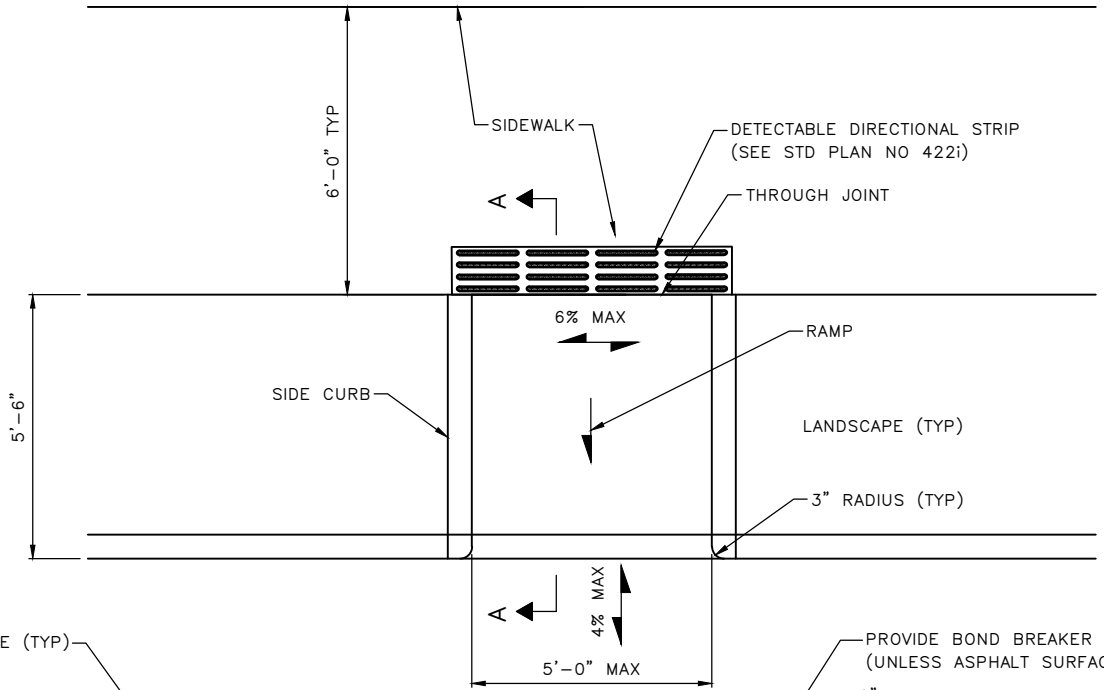 6'-0" TYP
SIDEWALK
DETECTABLE DIRECTIONAL STRIP
(SEE STD PLAN NO 422i)
THROUGH JOINT
A
6% MAX
RAMP
SIDE CURB
5'-6"
LANDSCAPE (TYP)
3" RADIUS (TYP)
A
4% MAX
E (TYP)
5'-0" MAX
PROVIDE BOND BREAKER
(UNLESS ASPHALT SURFAC